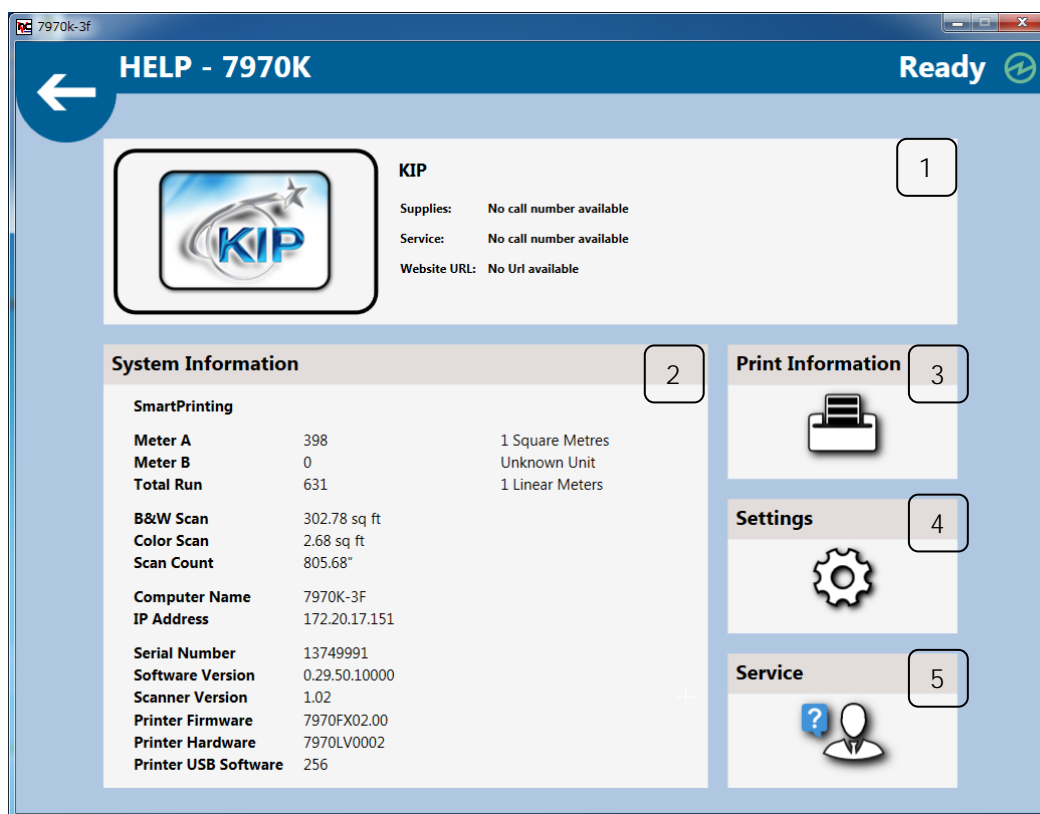 7970k-3f
HELP - 7970K
Ready
1
KIP
KIP
Supplies: No call number available
Service: No call number available
Website URL: No Url available
System Information
2
SmartPrinting
Meter A 398 1 Square Metres
Meter B 0 Unknown Unit
Total Run 631 1 Linear Meters
B&W Scan 302.78 sq ft
Color Scan 2.68 sq ft
Scan Count 805.68"
Computer Name 7970K-3F
IP Address 172.20.17.151
Serial Number 13749991
Software Version 0.29.50.10000
Scanner Version 1.02
Printer Firmware 7970FX02.00
Printer Hardware 7970LV0002
Printer USB Software 256
Print Information
3
Settings
4
Service
5
?